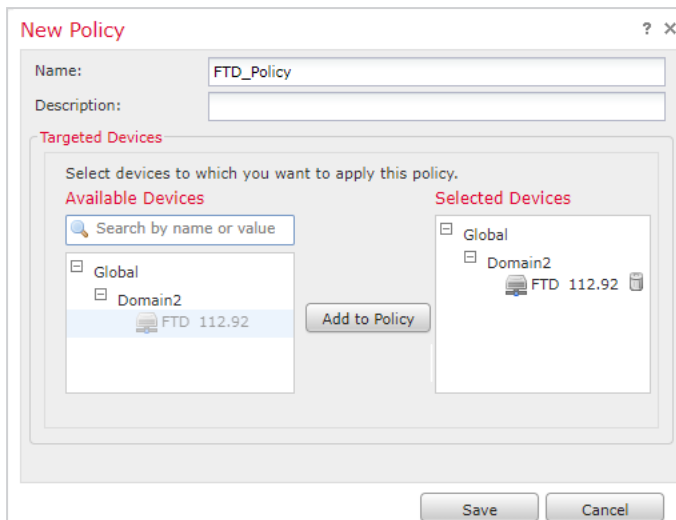 New Policy
? X
Name: FTD_Policy
Description:
Targeted Devices
Select devices to which you want to apply this policy.
Available Devices
Search by name or value
Global
Domain2
FTD 112.92
Add to Policy
Selected Devices
Global
Domain2
FTD 112.92
Save
Cancel